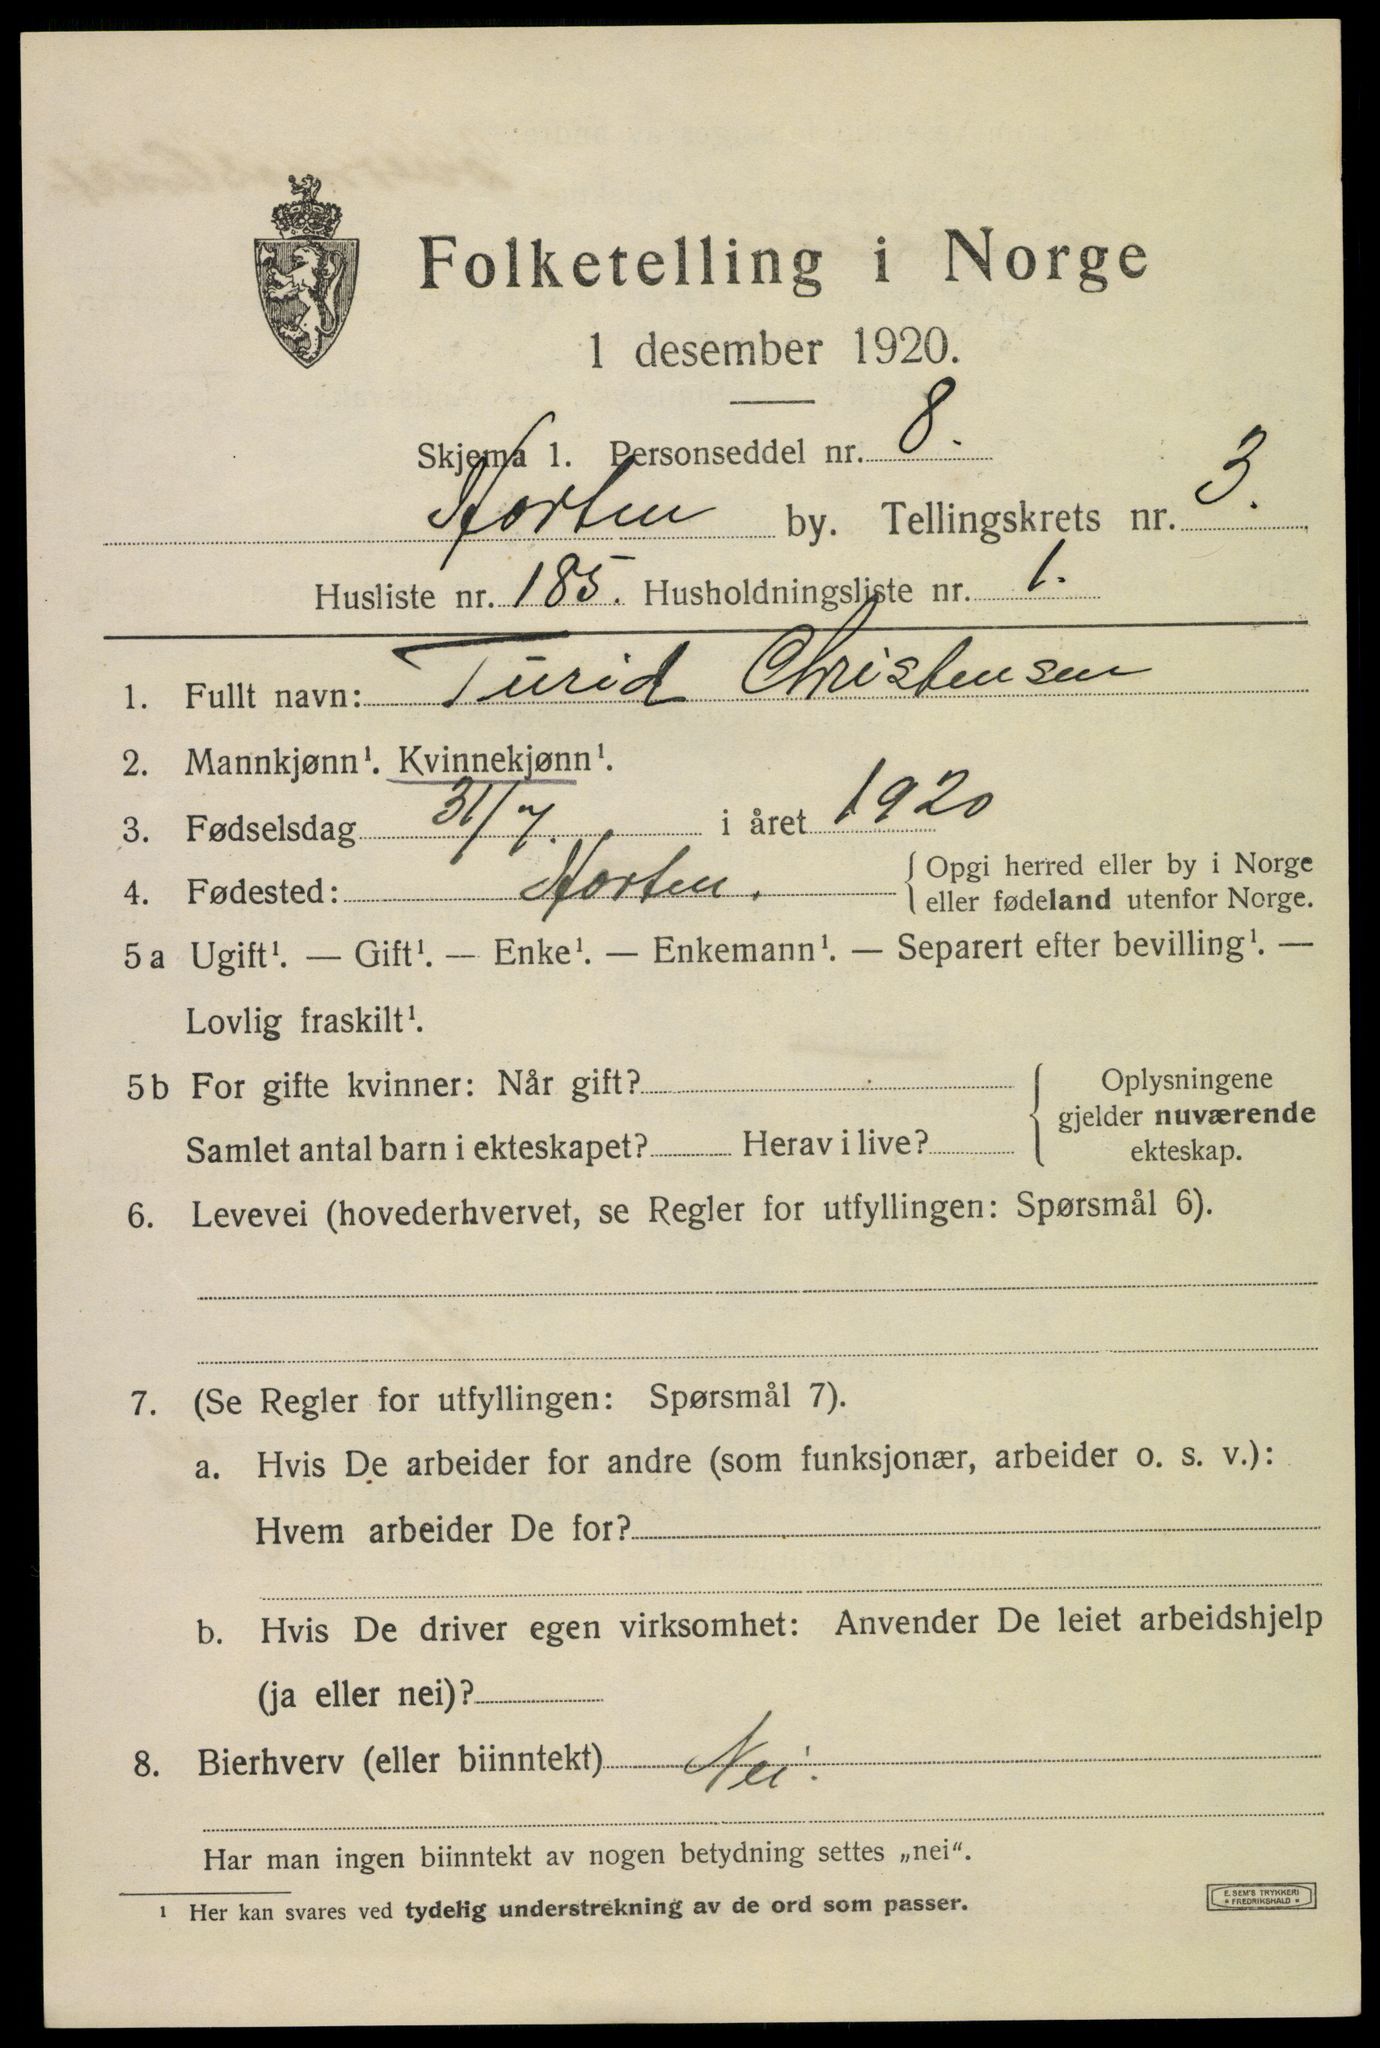 Folketelling i Norge
1 desember 1920.
Skjema 1. Personseddel nr. 8.
Horten by. Tellingskrets nr. 3.
Husliste nr. 185. Husholdningsliste nr. 1.
1. Fullt navn: Turid Christensen
2. Mannkjønn¹. Kvinnekjønn¹.
3. Fødselsdag 31/7. i året 1920
4. Fødested: Horten. { Opgi herred eller by i Norge
eller fødeland utenfor Norge.
5 a Ugift¹. — Gift¹. — Enke¹. — Enkemann¹. — Separert efter bevilling¹. —
Lovlig fraskilt¹.
5 b For gifte kvinner: Når gift? { Oplysningene
gjelder nuværende
Samlet antal barn i ekteskapet? Herav i live? ekteskap.
6. Levevei (hovederhvervet, se Regler for utfyllingen: Spørsmål 6).
7. (Se Regler for utfyllingen: Spørsmål 7).
a. Hvis De arbeider for andre (som funksjonær, arbeider o. s. v.):
Hvem arbeider De for?
b. Hvis De driver egen virksomhet: Anvender De leiet arbeidshjelp
(ja eller nei)?
8. Bierhverv (eller biinntekt) Nei.
Har man ingen biinntekt av nogen betydning settes „nei“.
¹ Her kan svares ved tydelig understrekning av de ord som passer.
E. SEM'S TRYKKERI
* FREDRIKSHALD *